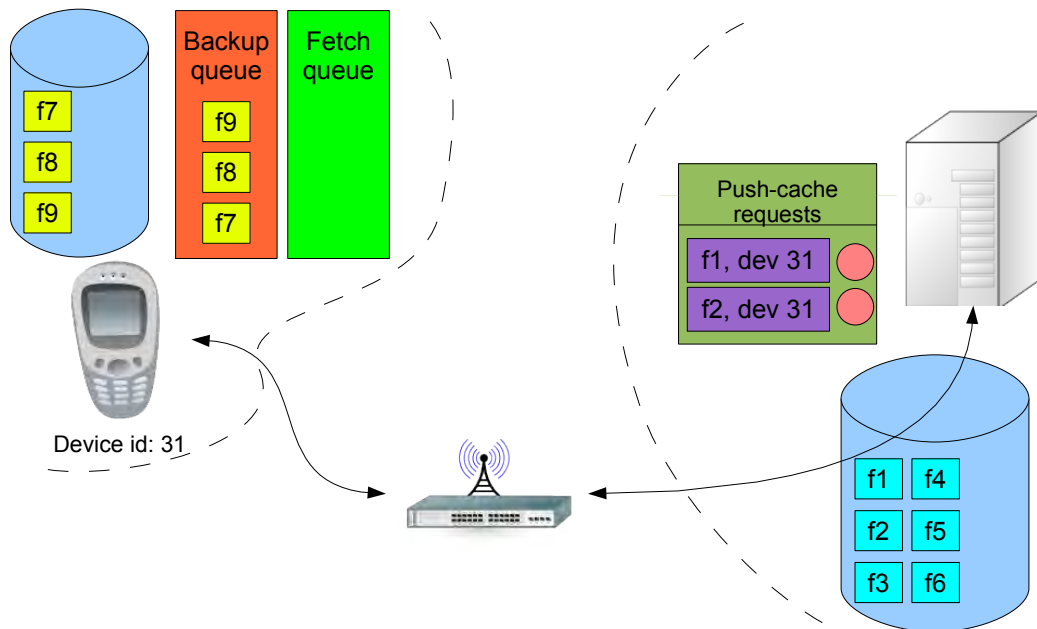 Backup
queue
Fetch
queue
f7
f8
f9
f9
f8
f7
Device id: 31
Push-cache
requests
f1, dev 31
f2, dev 31
f1
f4
f2
f5
f3
f6